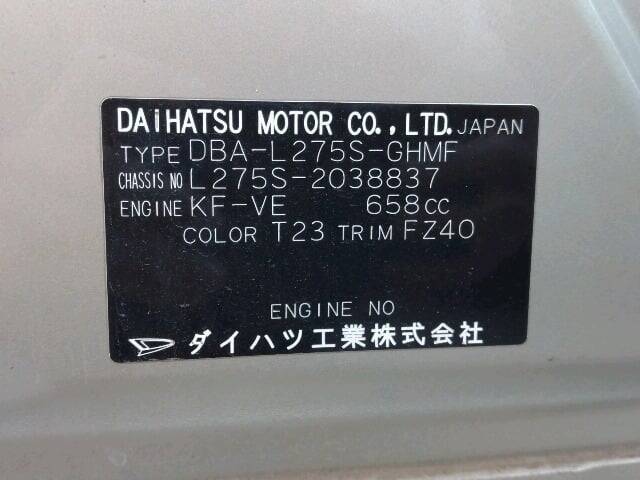 DAiHATSU MOTOR CO.,LTD. JAPAN
TYPE DBA-L275S-GHMF
CHASSIS NO L275S-2038837
ENGINE KF-VE 658cc
COLOR T23 TRIM FZ40
ENGINE NO
ダイハツ工業株式会社